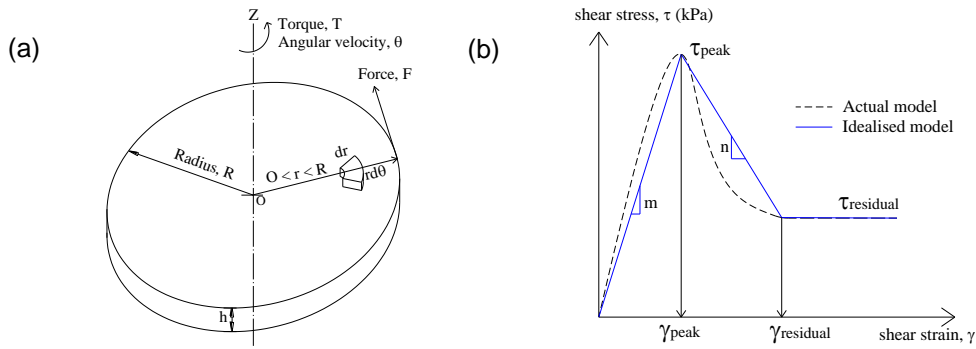 (a)
Z
Torque, T
Angular velocity, θ
Force, F
Radius, R
O < r < R
dr
rdθ
O
h
(b)
shear stress, τ (kPa)
τpeak
Actual model
Idealised model
n
m
τresidual
γpeak
γresidual
shear strain, γ